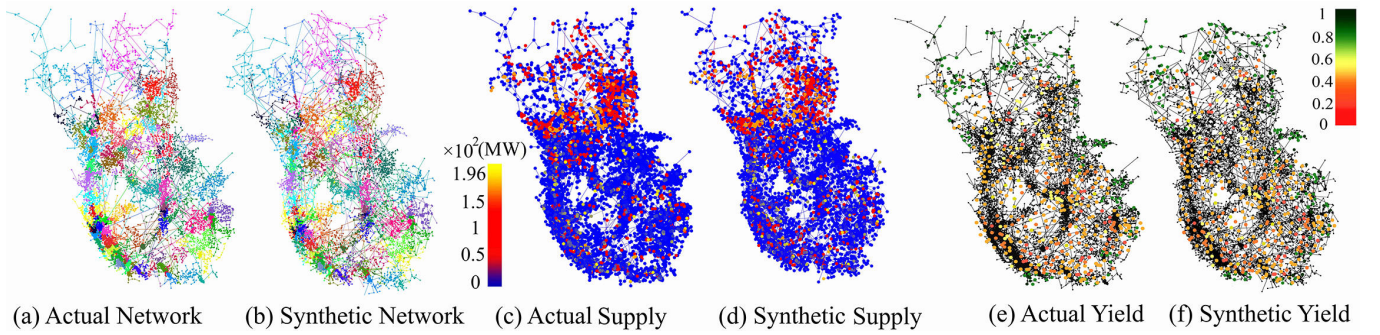 ×10²(MW)
1.96
1.5
1
0.5
0
1
0.8
0.6
0.4
0.2
0
(a) Actual Network
(b) Synthetic Network
(c) Actual Supply
(d) Synthetic Supply
(e) Actual Yield
(f) Synthetic Yield